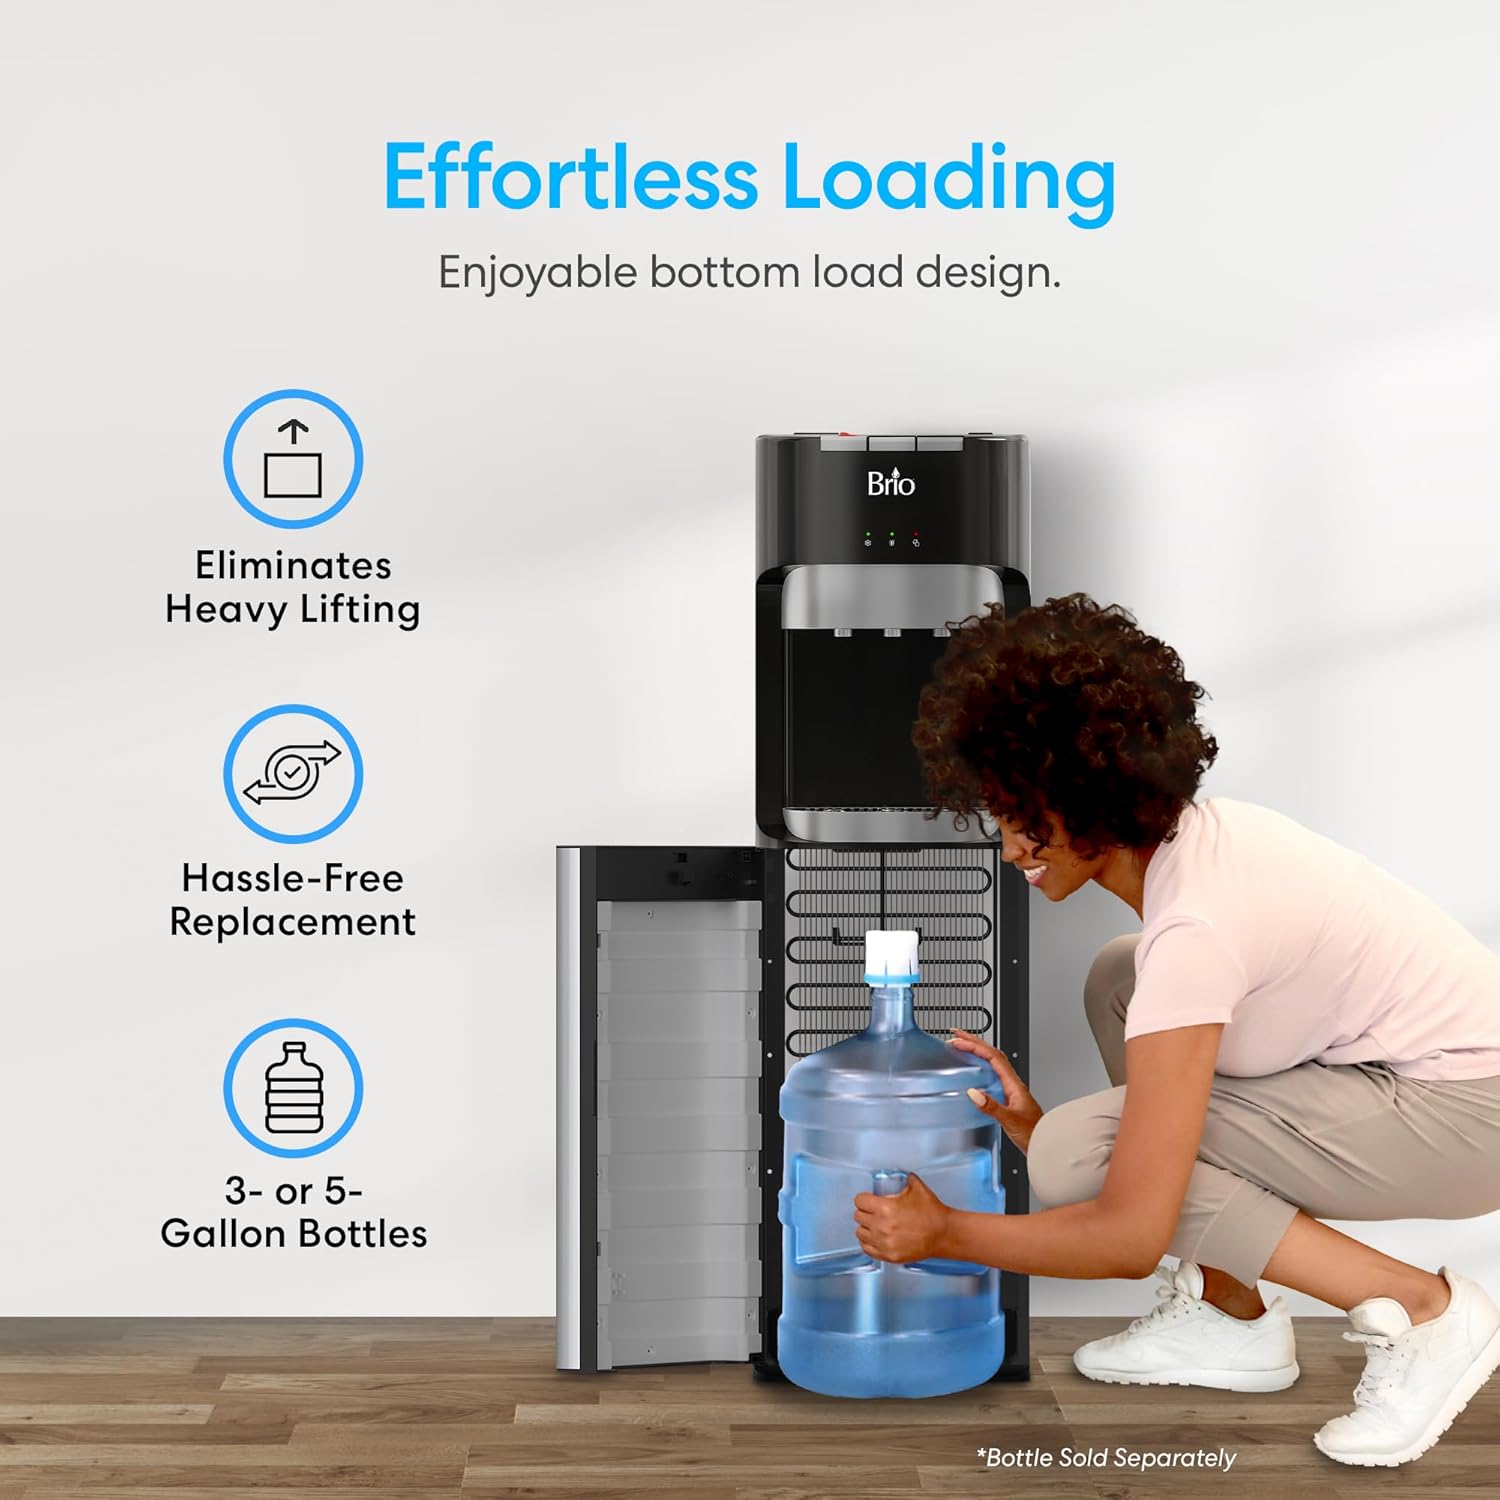 Effortless Loading
Enjoyable bottom load design.
Brio
Eliminates
Heavy Lifting
Hassle-Free
Replacement
3- or 5-
Gallon Bottles
*Bottle Sold Separately